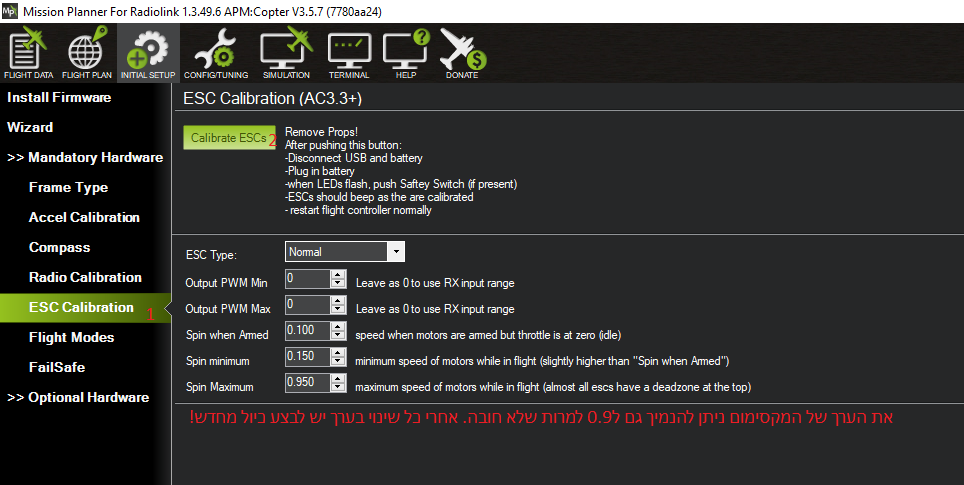 Mission Planner For Radiolink 1.3.49.6 APM:Copter V3.5.7 (7780aa24)
FLIGHT DATA FLIGHT PLAN INITIAL SETUP CONFIG/TUNING SIMULATION TERMINAL HELP DONATE
Install Firmware
Wizard
>> Mandatory Hardware
Frame Type
Accel Calibration
Compass
Radio Calibration
ESC Calibration 1
Flight Modes
FailSafe
>> Optional Hardware
ESC Calibration (AC3.3+)
Calibrate ESCs 2
Remove Props!
After pushing this button:
-Disconnect USB and battery
-Plug in battery
-when LEDs flash, push Saftey Switch (if present)
-ESCs should beep as the are calibrated
- restart flight controller normally
ESC Type: Normal
Output PWM Min 0 Leave as 0 to use RX input range
Output PWM Max 0 Leave as 0 to use RX input range
Spin when Armed 0.100 speed when motors are armed but throttle is at zero (idle)
Spin minimum 0.150 minimum speed of motors while in flight (slightly higher than "Spin when Armed")
Spin Maximum 0.950 maximum speed of motors while in flight (almost all escs have a deadzone at the top)
את הערך של המקסימום ניתן להנמיך גם ל0.9 למרות שלא חובה. אחרי כל שינוי בערך יש לבצע כיול מחדש!